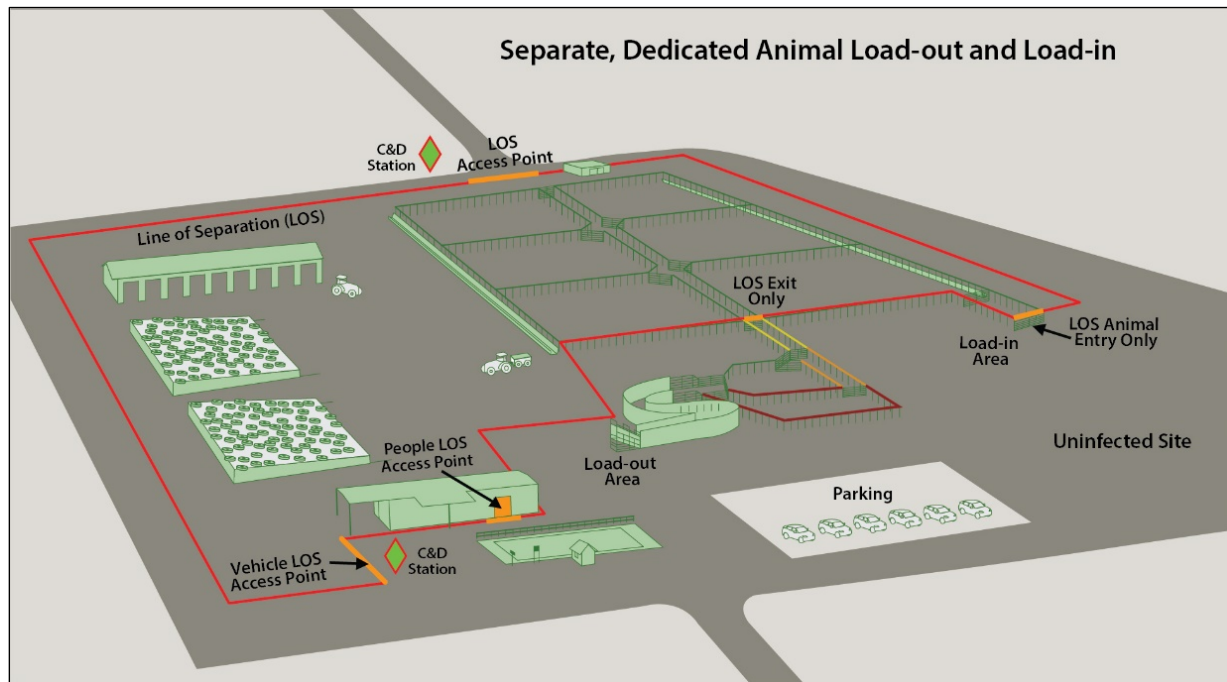 Separate, Dedicated Animal Load-out and Load-in
C&D
Station
LOS
Access Point
Line of Separation (LOS)
LOS Exit
Only
Load-in
Area
LOS Animal
Entry Only
Uninfected Site
People LOS
Access Point
Load-out
Area
Parking
Vehicle LOS
Access Point
C&D
Station